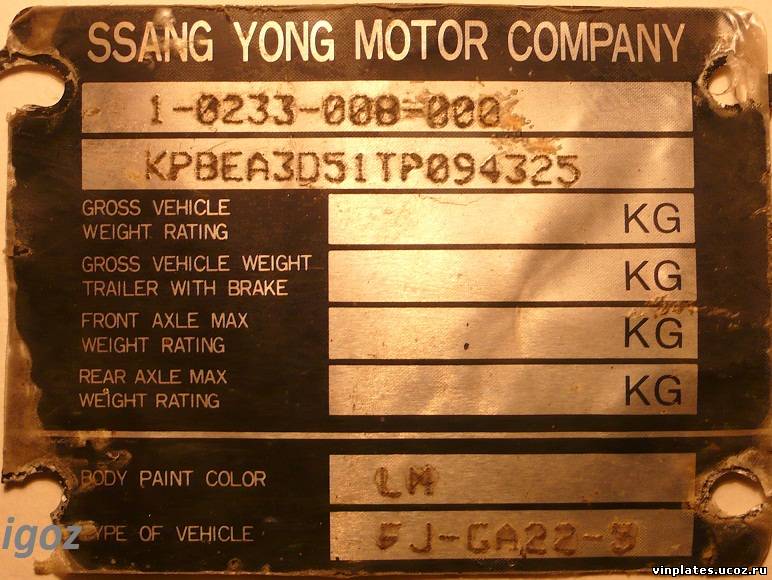 SSANG YONG MOTOR COMPANY
1-0233-008-000
KPBEA3D51TP094325
GROSS VEHICLE
WEIGHT RATING
KG
GROSS VEHICLE WEIGHT
TRAILER WITH BRAKE
KG
FRONT AXLE MAX
WEIGHT RATING
KG
REAR AXLE MAX
WEIGHT RATING
KG
BODY PAINT COLOR LM
TYPE OF VEHICLE FJ-GA22-3
igoz
vinplates.ucoz.ru